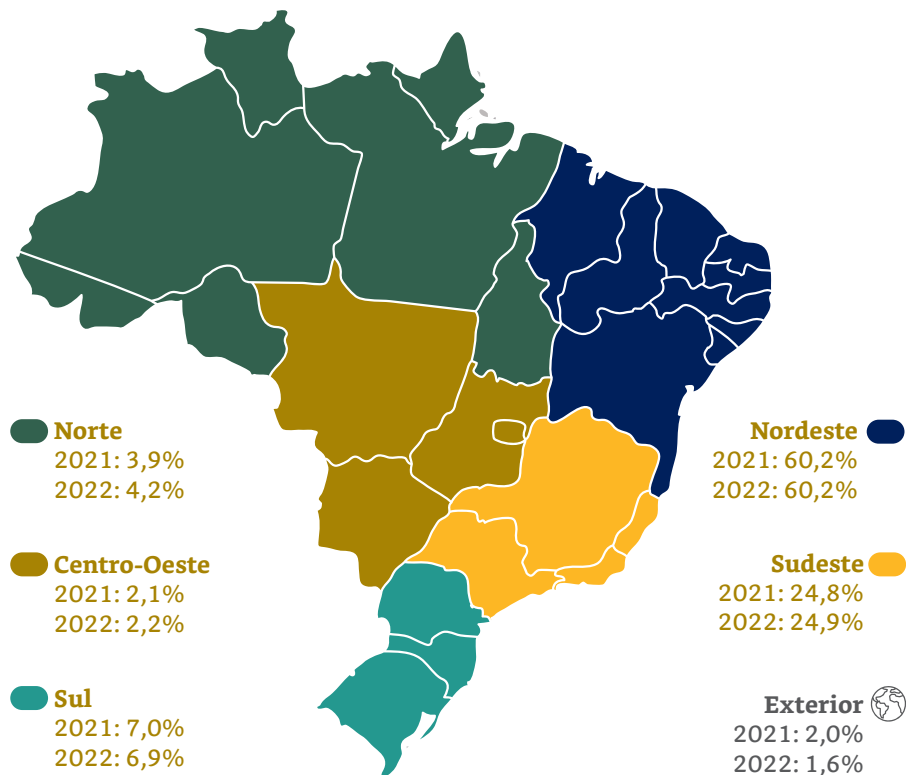 Norte
2021: 3,9%
2022: 4,2%
Centro-Oeste
2021: 2,1%
2022: 2,2%
Sul
2021: 7,0%
2022: 6,9%
Nordeste
2021: 60,2%
2022: 60,2%
Sudeste
2021: 24,8%
2022: 24,9%
Exterior
2021: 2,0%
2022: 1,6%